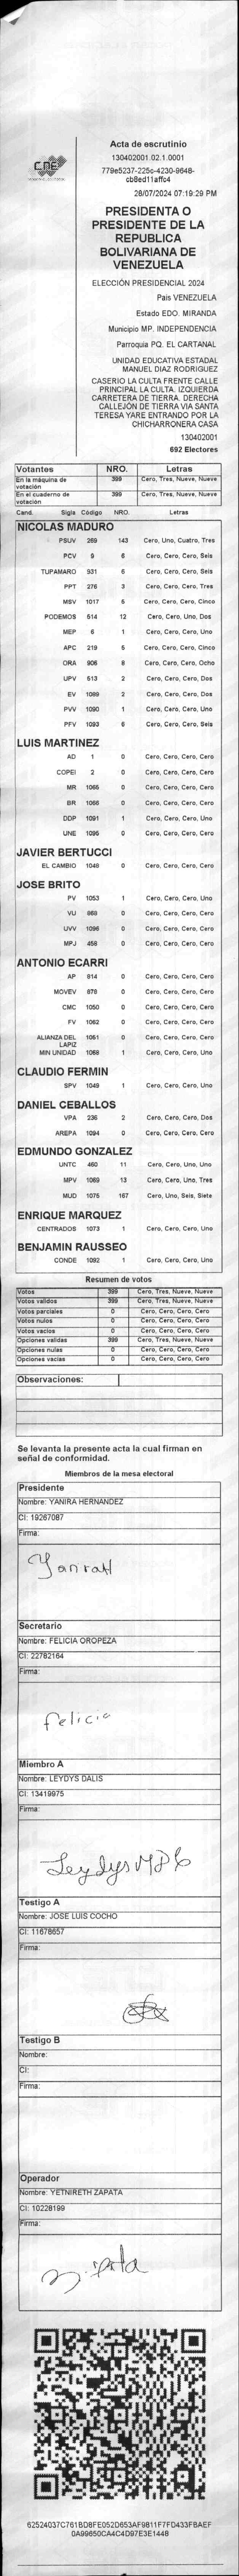 Acta de escrutinio
130402001.02.1.0001
779e5237-225c-4230-9648-
cb8ed11affc4
28/07/2024 07:19:29 PM
CNE
PRESIDENTA O
PRESIDENTE DE LA
REPUBLICA
BOLIVARIANA DE
VENEZUELA
ELECCIÓN PRESIDENCIAL 2024
Pais VENEZUELA
Estado EDO. MIRANDA
Municipio MP. INDEPENDENCIA
Parroquia PQ. EL CARTANAL
UNIDAD EDUCATIVA ESTADAL
MANUEL DIAZ RODRIGUEZ
CASERIO LA CULTA FRENTE CALLE
PRINCIPAL LA CULTA. IZQUIERDA
CARRETERA DE TIERRA. DERECHA
CALLEJÓN DE TIERRA VIA SANTA
TERESA YARE ENTRANDO POR LA
CHICHARRONERA CASA
130402001
692 Electores
Votantes NRO. Letras
En la máquina de votación 399 Cero, Tres, Nueve, Nueve
En el cuaderno de votación 399 Cero, Tres, Nueve, Nueve
Cand. Sigla Código NRO. Letras
NICOLAS MADURO
PSUV 269 143 Cero, Uno, Cuatro, Tres
PCV 9 6 Cero, Cero, Cero, Seis
TUPAMARO 931 6 Cero, Cero, Cero, Seis
PPT 276 3 Cero, Cero, Cero, Tres
MSV 1017 5 Cero, Cero, Cero, Cinco
PODEMOS 514 12 Cero, Cero, Uno, Dos
MEP 6 1 Cero, Cero, Cero, Uno
APC 219 5 Cero, Cero, Cero, Cinco
ORA 906 8 Cero, Cero, Cero, Ocho
UPV 513 2 Cero, Cero, Cero, Dos
EV 1089 2 Cero, Cero, Cero, Dos
PVV 1090 1 Cero, Cero, Cero, Uno
PFV 1093 6 Cero, Cero, Cero, Seis
LUIS MARTINEZ
AD 1 0 Cero, Cero, Cero, Cero
COPEI 2 0 Cero, Cero, Cero, Cero
MR 1065 0 Cero, Cero, Cero, Cero
BR 1066 0 Cero, Cero, Cero, Cero
DDP 1091 1 Cero, Cero, Cero, Uno
UNE 1095 0 Cero, Cero, Cero, Cero
JAVIER BERTUCCI
EL CAMBIO 1048 0 Cero, Cero, Cero, Cero
JOSE BRITO
PV 1053 1 Cero, Cero, Cero, Uno
VU 868 0 Cero, Cero, Cero, Cero
UVV 1096 0 Cero, Cero, Cero, Cero
MPJ 458 0 Cero, Cero, Cero, Cero
ANTONIO ECARRI
AP 814 0 Cero, Cero, Cero, Cero
MOVEV 878 0 Cero, Cero, Cero, Cero
CMC 1050 0 Cero, Cero, Cero, Cero
FV 1062 0 Cero, Cero, Cero, Cero
ALIANZA DEL LAPIZ 1051 0 Cero, Cero, Cero, Cero
MIN UNIDAD 1068 1 Cero, Cero, Cero, Uno
CLAUDIO FERMIN
SPV 1049 1 Cero, Cero, Cero, Uno
DANIEL CEBALLOS
VPA 236 2 Cero, Cero, Cero, Dos
AREPA 1094 0 Cero, Cero, Cero, Cero
EDMUNDO GONZALEZ
UNTC 460 11 Cero, Cero, Uno, Uno
MPV 1069 13 Cero, Cero, Uno, Tres
MUD 1075 167 Cero, Uno, Seis, Siete
ENRIQUE MARQUEZ
CENTRADOS 1073 1 Cero, Cero, Cero, Uno
BENJAMIN RAUSSEO
CONDE 1092 1 Cero, Cero, Cero, Uno
Resumen de votos
Votos 399 Cero, Tres, Nueve, Nueve
Votos validos 399 Cero, Tres, Nueve, Nueve
Votos parciales 0 Cero, Cero, Cero, Cero
Votos nulos 0 Cero, Cero, Cero, Cero
Votos vacios 0 Cero, Cero, Cero, Cero
Opciones validas 399 Cero, Tres, Nueve, Nueve
Opciones nulas 0 Cero, Cero, Cero, Cero
Opciones vacias 0 Cero, Cero, Cero, Cero
Observaciones:
Se levanta la presente acta la cual firman en
señal de conformidad.
Miembros de la mesa electoral
Presidente
Nombre: YANIRA HERNANDEZ
CI: 19267087
Firma:
YaniraH
Secretario
Nombre: FELICIA OROPEZA
CI: 22782164
Firma:
felicia
Miembro A
Nombre: LEYDYS DALIS
CI: 13419975
Firma:
Testigo A
Nombre: JOSE LUIS COCHO
CI: 11678657
Firma:
Testigo B
Nombre:
CI:
Firma:
Operador
Nombre: YETNIRETH ZAPATA
CI: 10228199
Firma:
62524037C761BD8FE052D653AF9811F7FD433FBAEF
0A99650CA4C4D97E3E1448